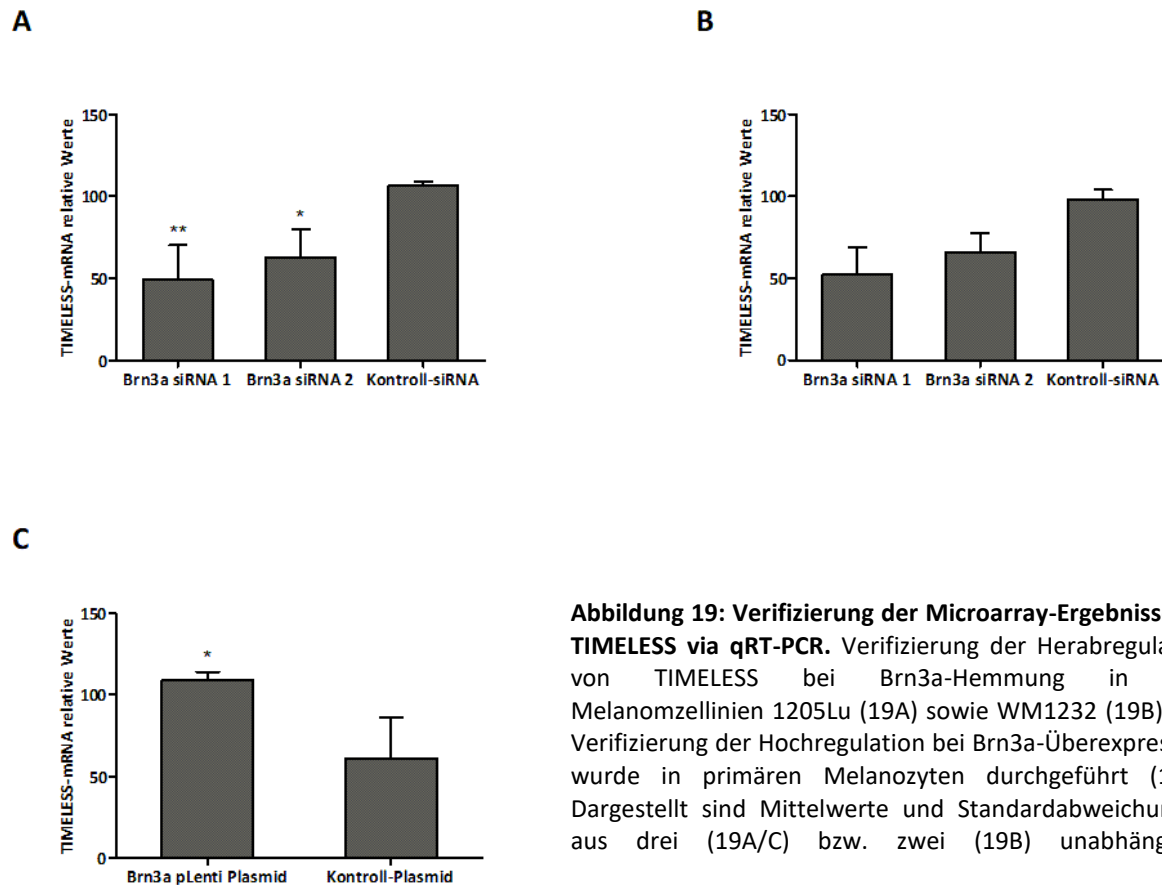 A
B
150
100
50
0
TIMELESS-mRNA relative Werte
**
*
Brn3a siRNA 1 Brn3a siRNA 2 Kontroll-siRNA
150
100
50
0
TIMELESS-mRNA relative Werte
Brn3a siRNA 1 Brn3a siRNA 2 Kontroll-siRNA
C
150
100
50
0
TIMELESS-mRNA relative Werte
*
Brn3a pLenti Plasmid Kontroll-Plasmid
Abbildung 19: Verifizierung der Microarray-Ergebniss
TIMELESS via qRT-PCR. Verifizierung der Herabregula
von TIMELESS bei Brn3a-Hemmung in
Melanomzellinien 1205Lu (19A) sowie WM1232 (19B)
Verifizierung der Hochregulation bei Brn3a-Überexpres
wurde in primären Melanozyten durchgeführt (
Dargestellt sind Mittelwerte und Standardabweichu
aus drei (19A/C) bzw. zwei (19B) unabhäng